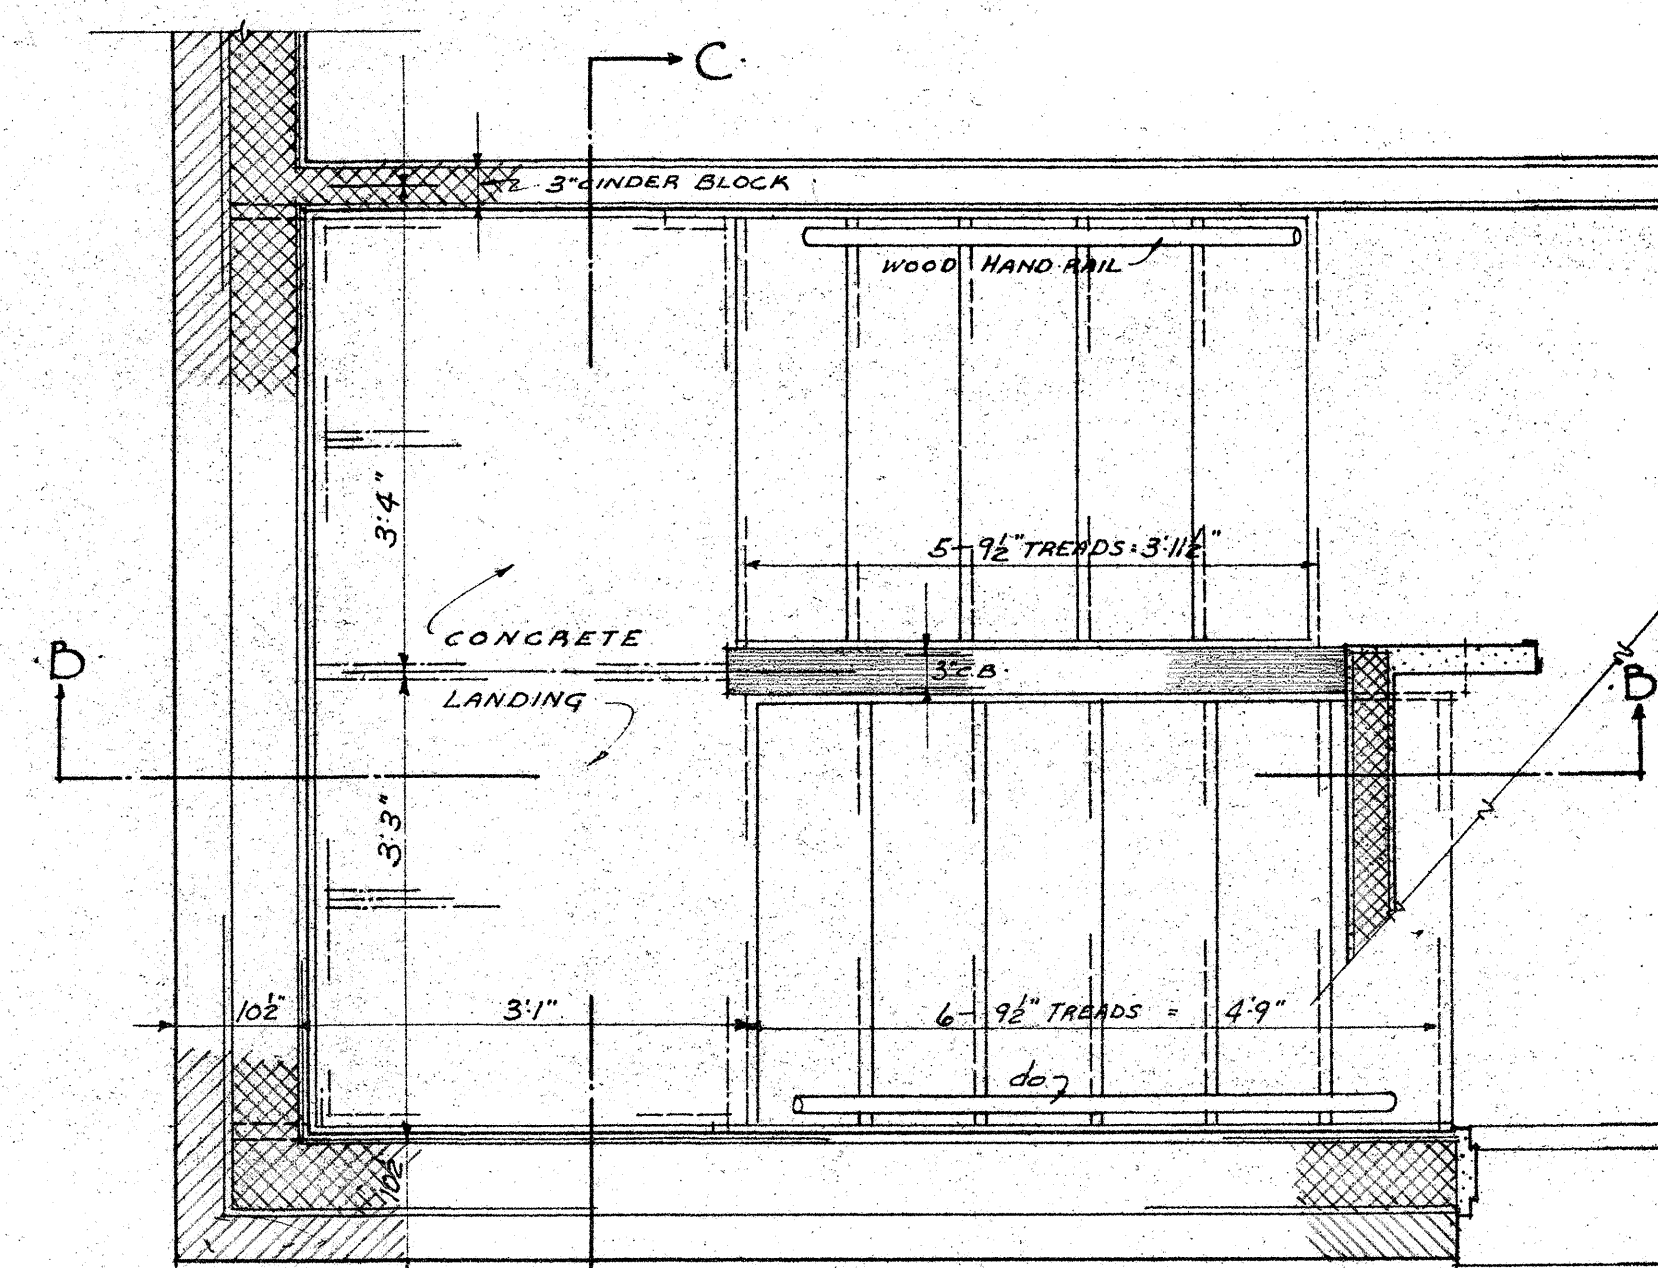 C
3" CINDER BLOCK
WOOD HAND RAIL
3'.4"
5 - 9½" TREADS = 3'.11½"
CONCRETE
3" C.B.
B
B
LANDING
3'.3"
10½"
3'.1"
6 - 9½" TREADS = 4'.9"
do
10½"